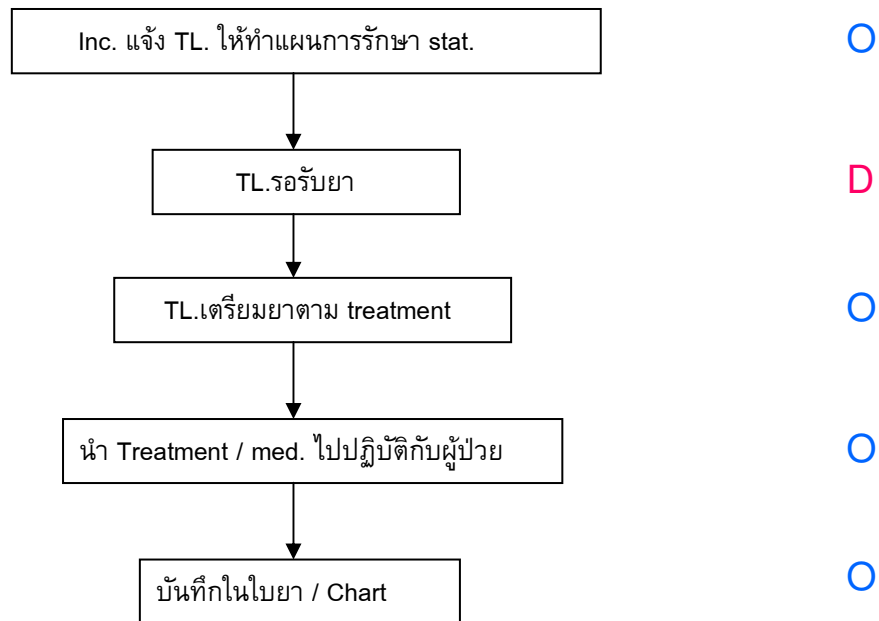 Inc. แจ้ง TL. ให้ทำแผนการรักษา stat. O
TL.รอรับยา D
TL.เตรียมยาตาม treatment O
นำ Treatment / med. ไปปฏิบัติกับผู้ป่วย O
บันทึกในใบยา / Chart O